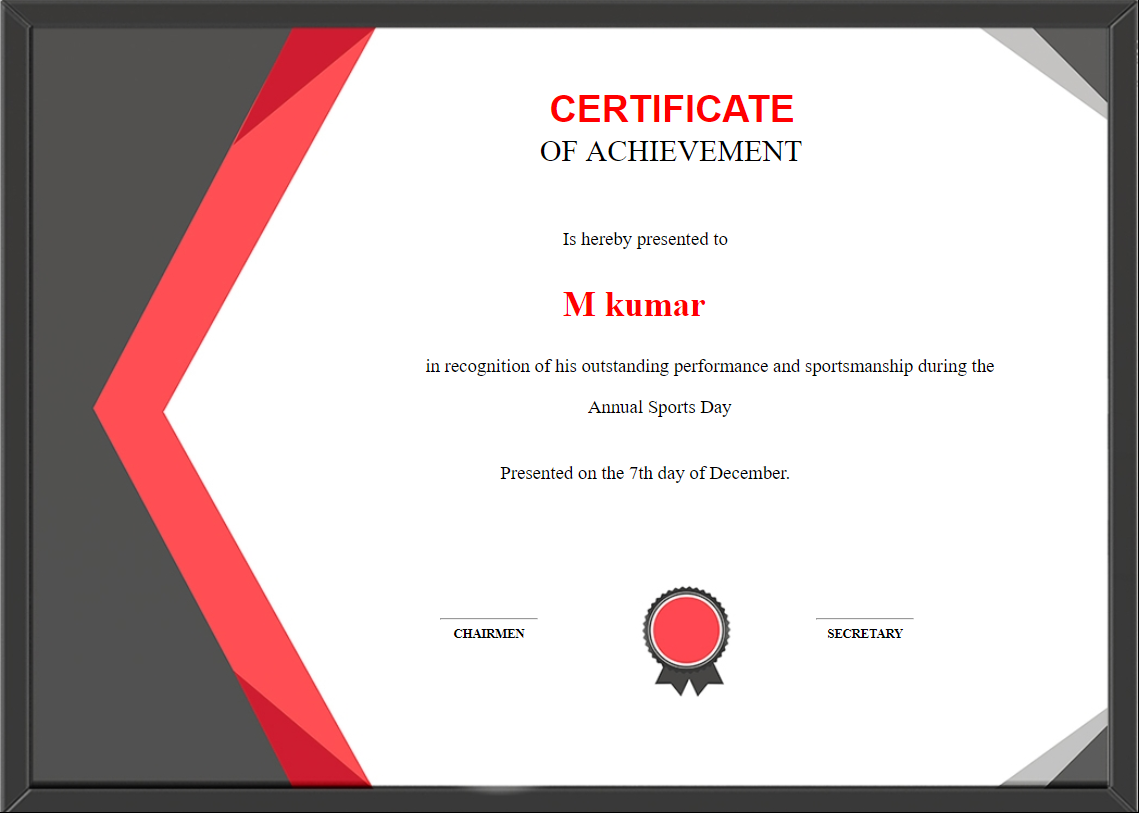 CERTIFICATE
OF ACHIEVEMENT
Is hereby presented to
M kumar
in recognition of his outstanding performance and sportsmanship during the
Annual Sports Day
Presented on the 7th day of December.
CHAIRMEN
SECRETARY